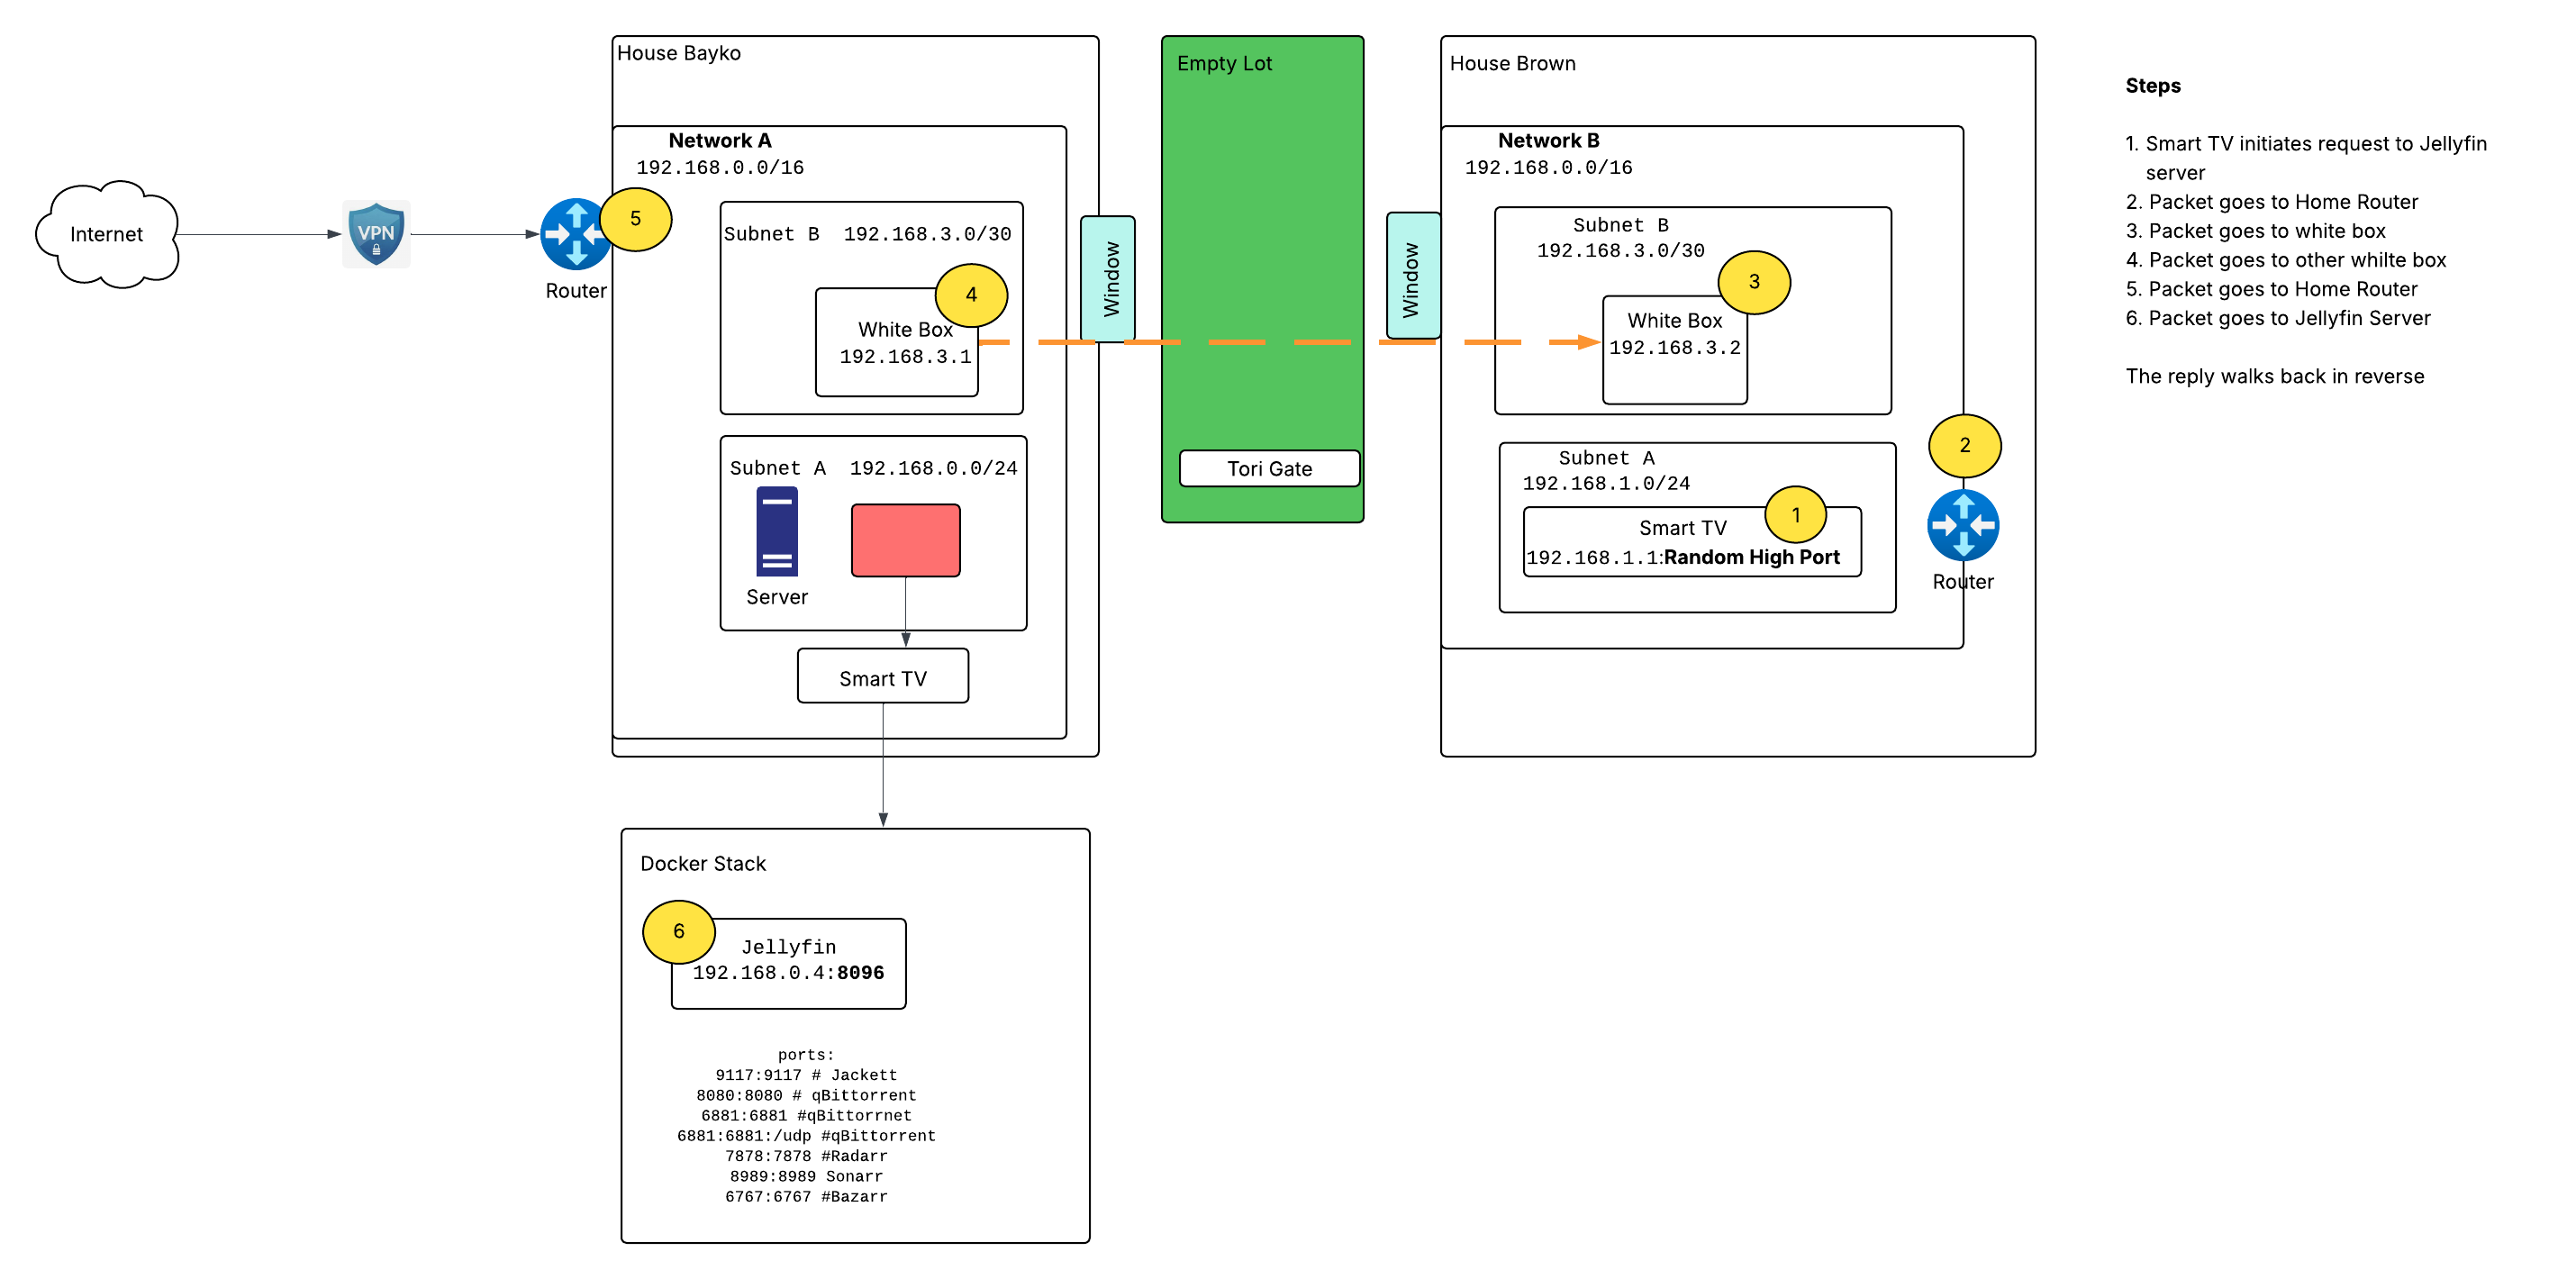 Internet
VPN
Router
5
House Bayko
Network A
192.168.0.0/16
Subnet B 192.168.3.0/30
4
White Box
192.168.3.1
Window
Subnet A 192.168.0.0/24
Server
Smart TV
Empty Lot
Tori Gate
House Brown
Network B
192.168.0.0/16
Window
Subnet B
192.168.3.0/30
3
White Box
192.168.3.2
2
Router
Subnet A
192.168.1.0/24
1
Smart TV
192.168.1.1:Random High Port
Steps
1. Smart TV initiates request to Jellyfin
server
2. Packet goes to Home Router
3. Packet goes to white box
4. Packet goes to other whilte box
5. Packet goes to Home Router
6. Packet goes to Jellyfin Server
The reply walks back in reverse
Docker Stack
6
Jellyfin
192.168.0.4:8096
ports:
9117:9117 # Jackett
8080:8080 # qBittorrent
6881:6881 #qBittorrnet
6881:6881:/udp #qBittorrent
7878:7878 #Radarr
8989:8989 Sonarr
6767:6767 #Bazarr